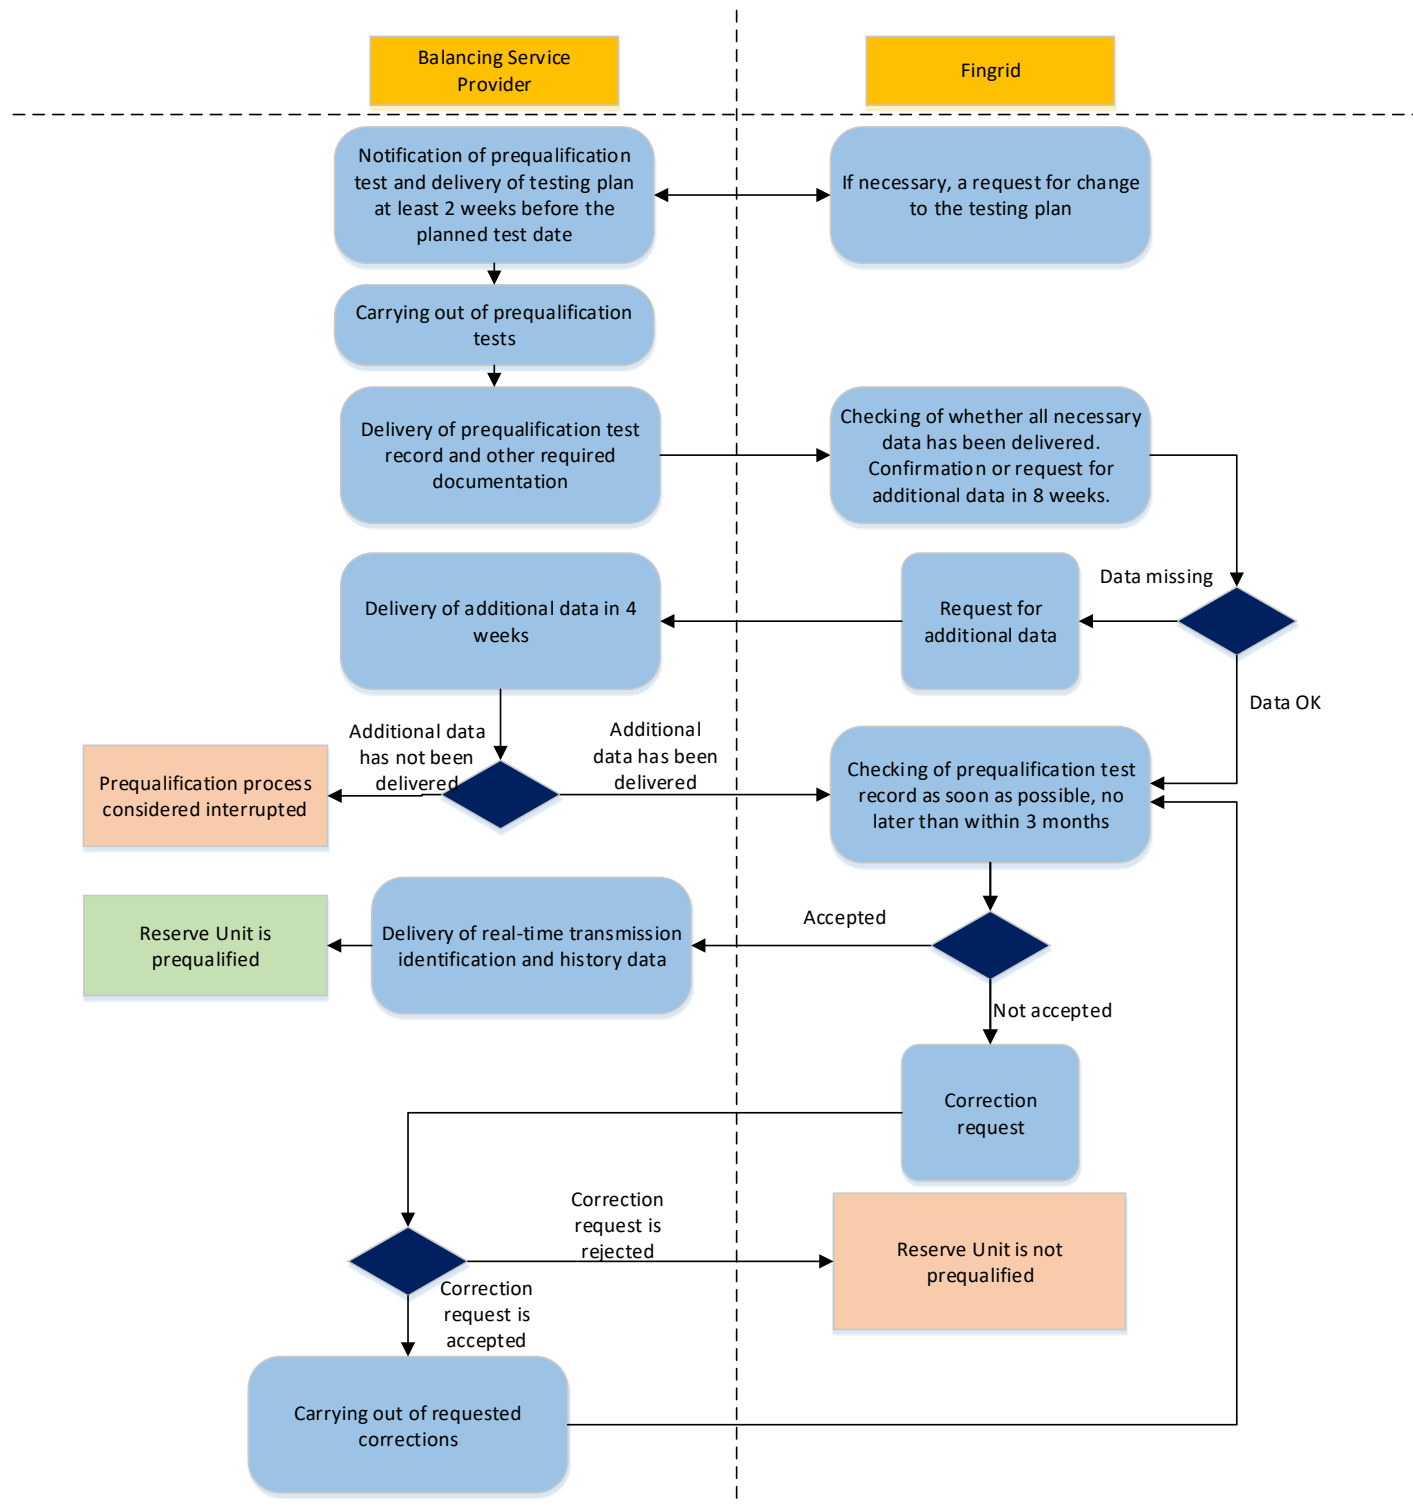 Balancing Service
Provider
Fingrid
Notification of prequalification
test and delivery of testing plan
at least 2 weeks before the
planned test date
If necessary, a request for change
to the testing plan
Carrying out of prequalification
tests
Delivery of prequalification test
record and other required
documentation
Checking of whether all necessary
data has been delivered.
Confirmation or request for
additional data in 8 weeks.
Data missing
Request for
additional data
Delivery of additional data in 4
weeks
Data OK
Additional data
has not been
delivered
Additional
data has been
delivered
Prequalification process
considered interrupted
Checking of prequalification test
record as soon as possible, no
later than within 3 months
Accepted
Delivery of real-time transmission
identification and history data
Reserve Unit is
prequalified
Not accepted
Correction
request
Correction
request is
rejected
Reserve Unit is not
prequalified
Correction
request is
accepted
Carrying out of requested
corrections